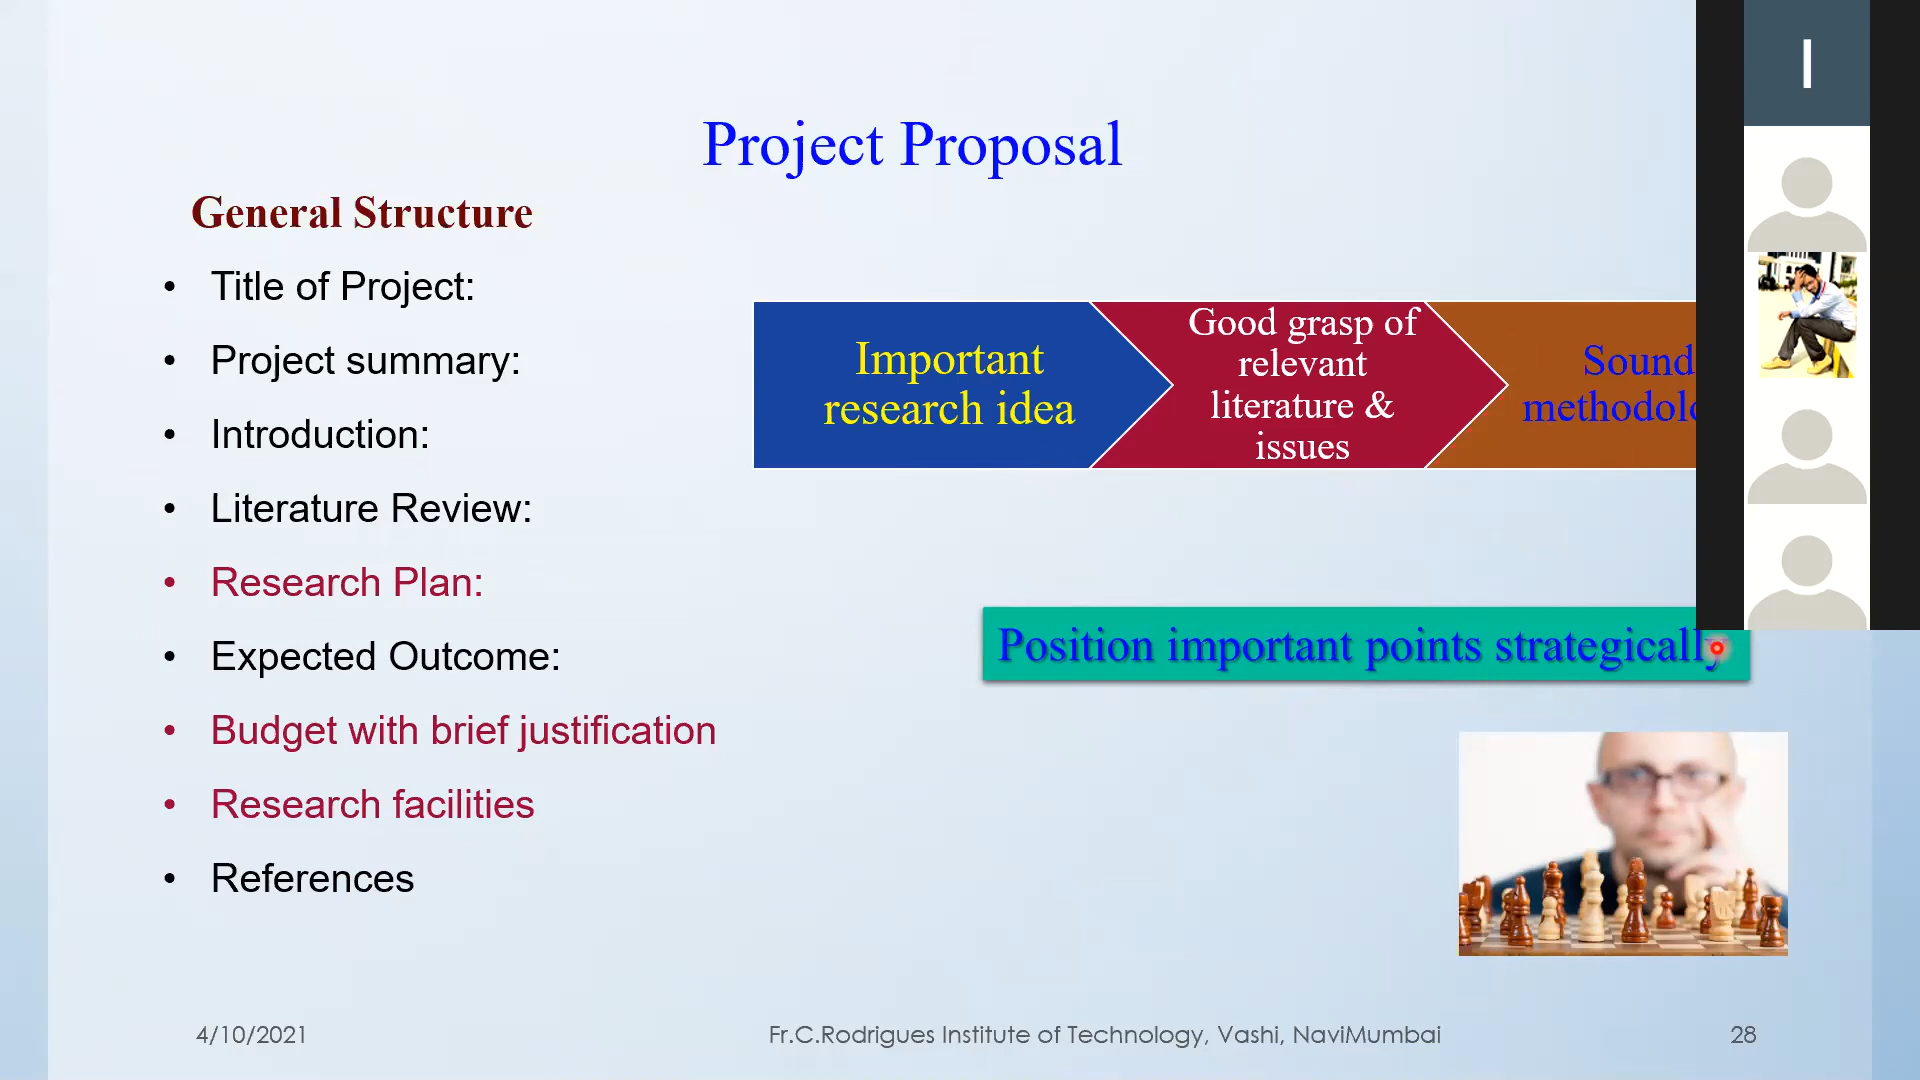 Project Proposal
General Structure
• Title of Project:
• Project summary:
• Introduction:
• Literature Review:
• Research Plan:
• Expected Outcome:
• Budget with brief justification
• Research facilities
• References
Important
research idea
Good grasp of
relevant
literature &
issues
Sound
Position important points strategically
I
4/10/2021
Fr.C.Rodrigues Institute of Technology, Vashi, NaviMumbai
28